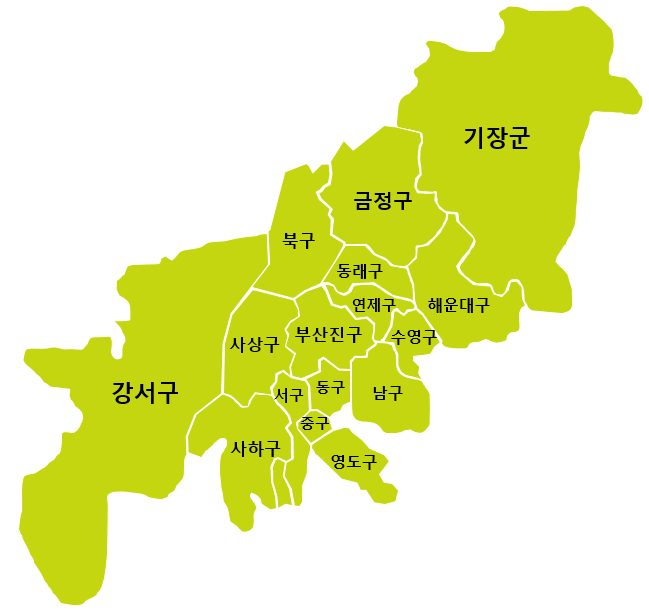 기장군
금정구
북구
동래구
연제구
해운대구
부산진구
수영구
사상구
강서구
서구
동구
남구
중구
사하구
영도구